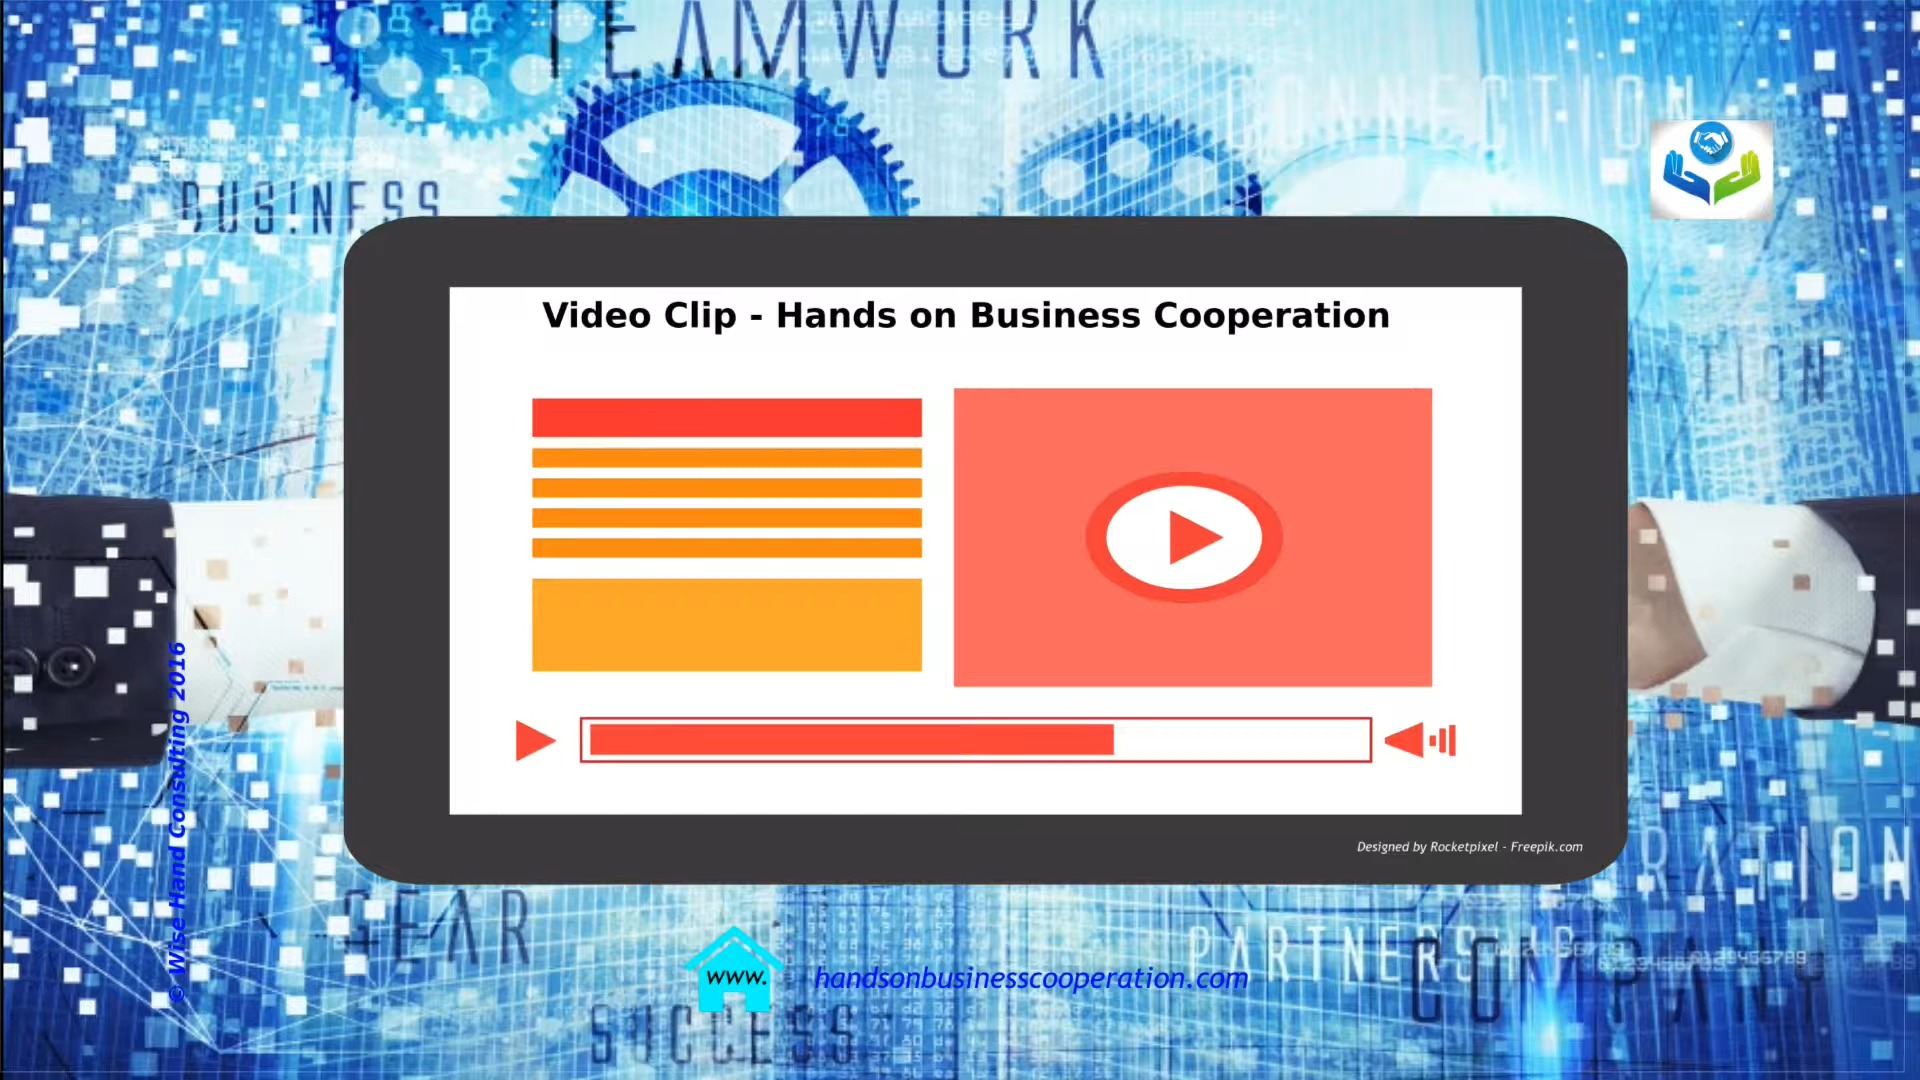 TEAMWORK
CONNECTION
BUSINESS
Video Clip - Hands on Business Cooperation
Designed by Rocketpixel - Freepik.com
© Wise Hand Consulting 2016
GEAR
PARTNERSHIP
COMPANY
www.
handsonbusinesscooperation.com
SUCCESS